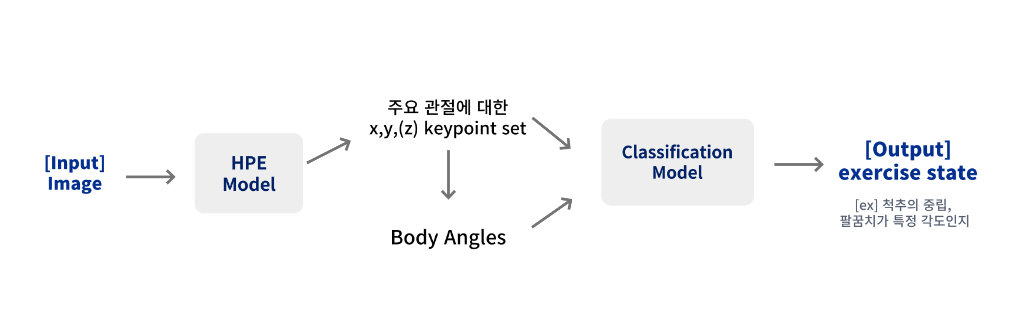 [Input]
Image
HPE
Model
주요 관절에 대한
x,y,(z) keypoint set
Body Angles
Classification
Model
[Output]
exercise state
[ex] 척추의 중립,
팔꿈치가 특정 각도인지